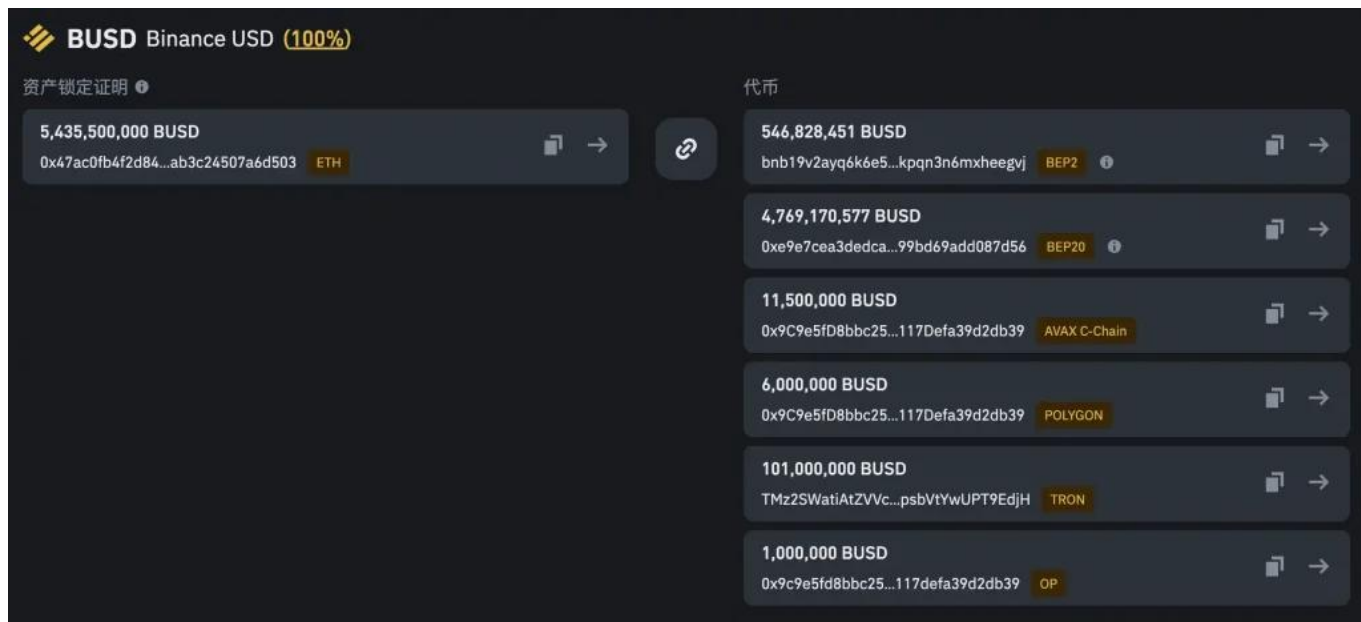 BUSD Binance USD (100%)
资产锁定证明
5,435,500,000 BUSD
0x47ac0fb4f2d84...ab3c24507a6d503 ETH
代币
546,828,451 BUSD
bnb19v2ayq6k6e5...kpqn3n6mxheegvj BEP2
4,769,170,577 BUSD
0xe9e7cea3dedca...99bd69add087d56 BEP20
11,500,000 BUSD
0x9C9e5fD8bbc25...117Defa39d2db39 AVAX C-Chain
6,000,000 BUSD
0x9C9e5fD8bbc25...117Defa39d2db39 POLYGON
101,000,000 BUSD
TMz2SWatiAtZVVc...psbVtYwUPT9EdjH TRON
1,000,000 BUSD
0x9c9e5fd8bbc25...117defa39d2db39 OP